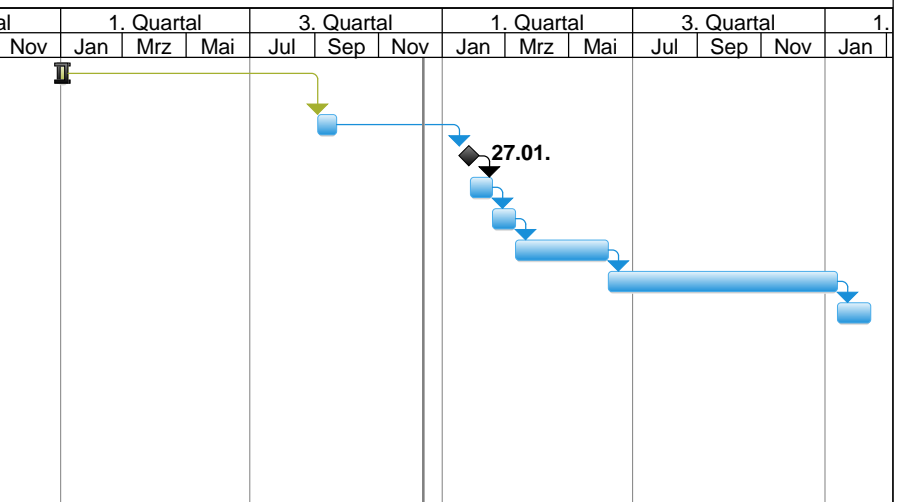 al 1. Quartal 3. Quartal 1. Quartal 3. Quartal 1.
Nov Jan Mrz Mai Jul Sep Nov Jan Mrz Mai Jul Sep Nov Jan
27.01.